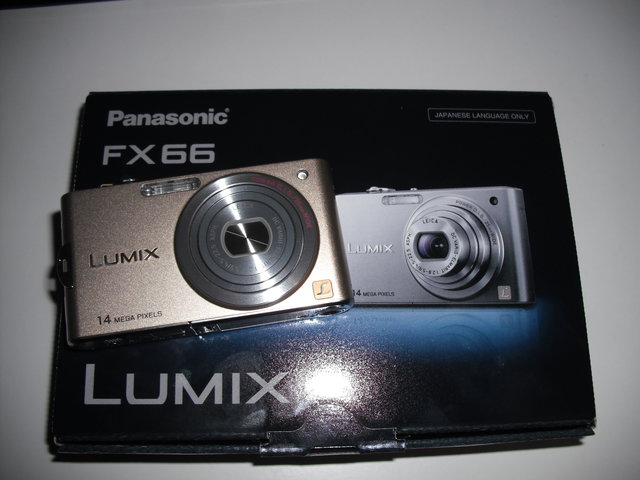 Panasonic
JAPANESE LANGUAGE ONLY
FX66
LUMIX
14 MEGA PIXELS
L
LUMIX
LEICA
14 MEGA PIXELS
L
LUMIX